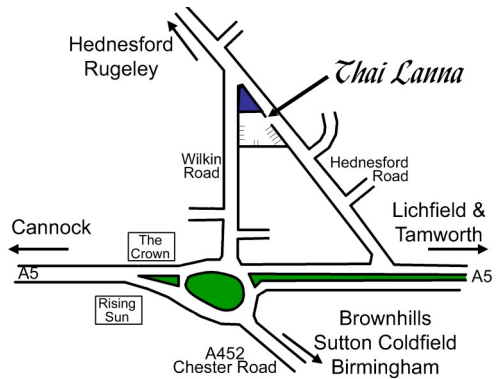 Hednesford
Rugeley
Thai Lanna
Wilkin
Road
Hednesford
Road
Cannock
Lichfield &
Tamworth
The
Crown
A5
A5
Rising
Sun
Brownhills
Sutton Coldfield
Birmingham
A452
Chester Road